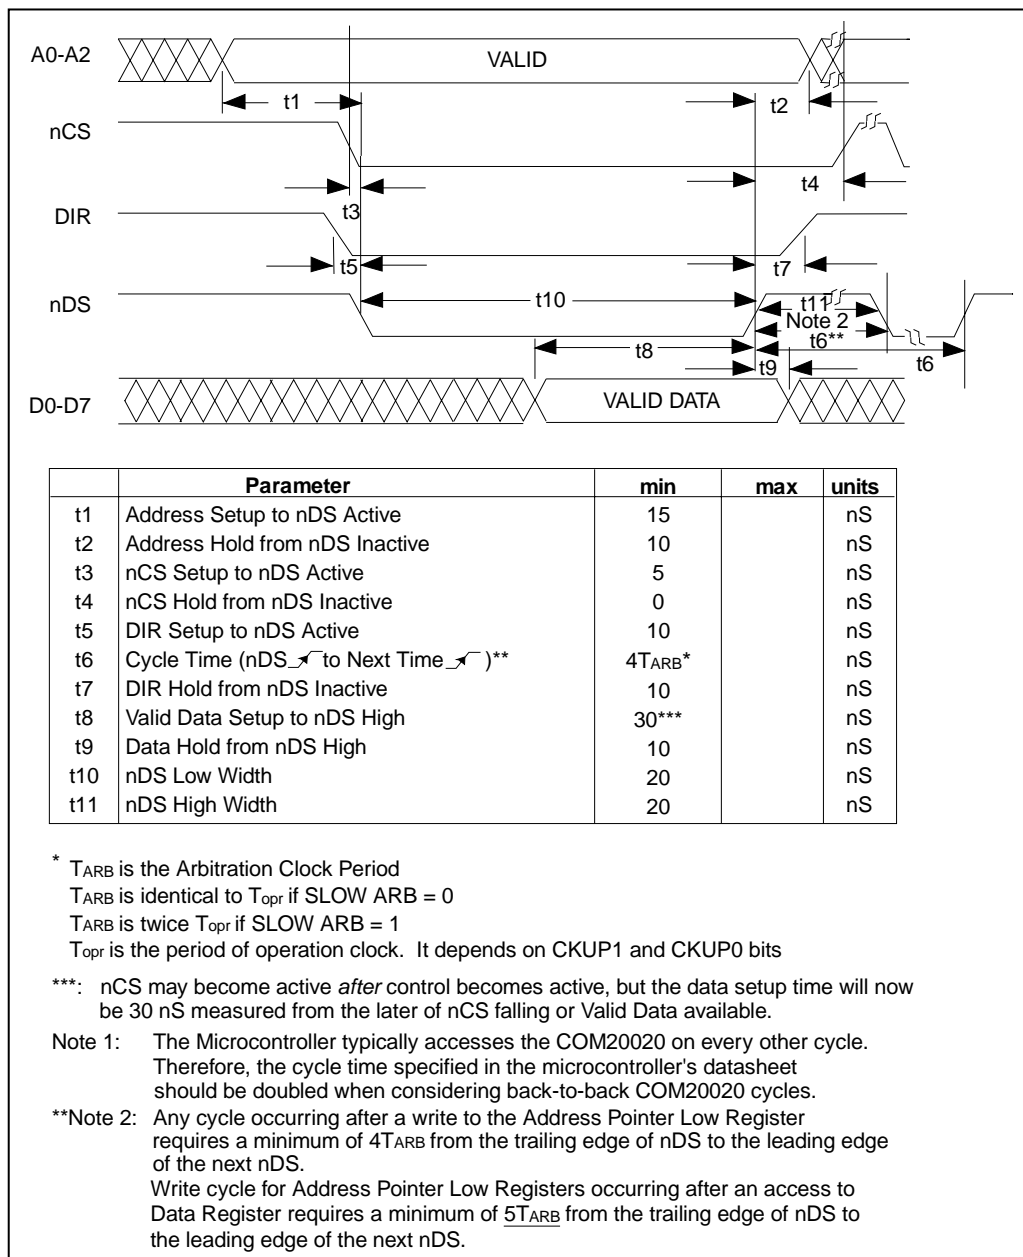 A0-A2
VALID
t1
t2
nCS
t4
t3
DIR
t5
t7
nDS
t10
t11
Note 2
t6**
t8
t6
t9
D0-D7
VALID DATA
Parameter min max units
t1 Address Setup to nDS Active 15 nS
t2 Address Hold from nDS Inactive 10 nS
t3 nCS Setup to nDS Active 5 nS
t4 nCS Hold from nDS Inactive 0 nS
t5 DIR Setup to nDS Active 10 nS
t6 Cycle Time (nDS to Next Time )** 4TARB* nS
t7 DIR Hold from nDS Inactive 10 nS
t8 Valid Data Setup to nDS High 30*** nS
t9 Data Hold from nDS High 10 nS
t10 nDS Low Width 20 nS
t11 nDS High Width 20 nS
* TARB is the Arbitration Clock Period
TARB is identical to Topr if SLOW ARB = 0
TARB is twice Topr if SLOW ARB = 1
Topr is the period of operation clock. It depends on CKUP1 and CKUP0 bits
***: nCS may become active after control becomes active, but the data setup time will now
be 30 nS measured from the later of nCS falling or Valid Data available.
Note 1: The Microcontroller typically accesses the COM20020 on every other cycle.
Therefore, the cycle time specified in the microcontroller's datasheet
should be doubled when considering back-to-back COM20020 cycles.
**Note 2: Any cycle occurring after a write to the Address Pointer Low Register
requires a minimum of 4TARB from the trailing edge of nDS to the leading edge
of the next nDS.
Write cycle for Address Pointer Low Registers occurring after an access to
Data Register requires a minimum of 5TARB from the trailing edge of nDS to
the leading edge of the next nDS.